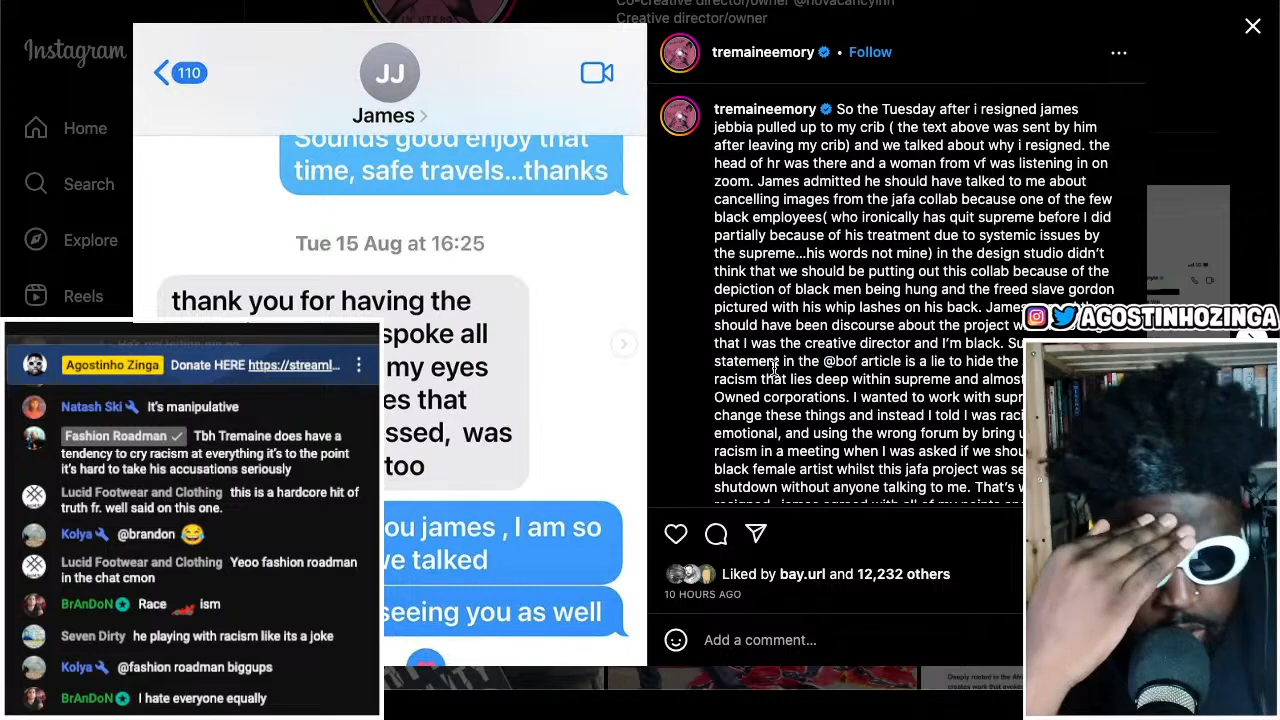 Co-creative director/owner @novacancyinn
Creative director/owner
IN UTERO
Instagram
Home
Search
Explore
Reels
110
JJ
James
Sounds good enjoy that
time, safe travels...thanks
Tue 15 Aug at 16:25
thank you for having the
spoke all
my eyes
es that
ssed, was
too
ou james , I am so
we talked
seeing you as well
tremaineemory • Follow
tremaineemory So the Tuesday after i resigned james
jebbia pulled up to my crib ( the text above was sent by him
after leaving my crib) and we talked about why i resigned. the
head of hr was there and a woman from vf was listening in on
zoom. James admitted he should have talked to me about
cancelling images from the jafa collab because one of the few
black employees( who ironically has quit supreme before I did
partially because of his treatment due to systemic issues by
the supreme...his words not mine) in the design studio didn't
think that we should be putting out this collab because of the
depiction of black men being hung and the freed slave gordon
pictured with his whip lashes on his back. James
should have been discourse about the project w
that I was the creative director and I'm black. Su
statement in the @bof article is a lie to hide the
racism that lies deep within supreme and almost
Owned corporations. I wanted to work with supr
change these things and instead I told I was raci
emotional, and using the wrong forum by bring u
racism in a meeting when I was asked if we shou
black female artist whilst this jafa project was se
shutdown without anyone talking to me. That's w
Liked by bay.url and 12,232 others
10 HOURS AGO
Add a comment...
AGOSTINHOZINGA
Agostinho Zinga Donate HERE https://streaml...
Natash Ski It's manipulative
Fashion Roadman Tbh Tremaine does have a
tendency to cry racism at everything it's to the point
it's hard to take his accusations seriously
Lucid Footwear and Clothing this is a hardcore hit of
truth fr. well said on this one.
Kolya @brandon
Lucid Footwear and Clothing Yeoo fashion roadman
in the chat cmon
BrAnDoN Race ism
Seven Dirty he playing with racism like its a joke
Kolya @fashion roadman biggups
BrAnDoN I hate everyone equally